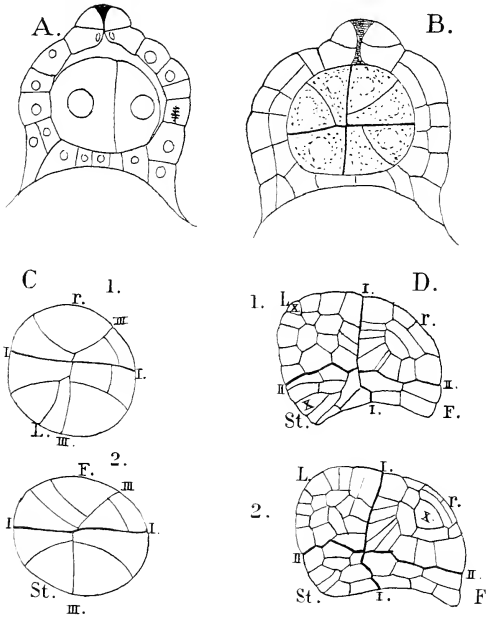 A.
B.
C
1.
r.
III
I.
I.
L.
III.
2.
F.
III
I
I.
St.
III.
D.
1.
I.
L
x
r.
II
II.
x
St.
I.
F.
2.
L
I.
r.
x
II
II.
St.
I.
F